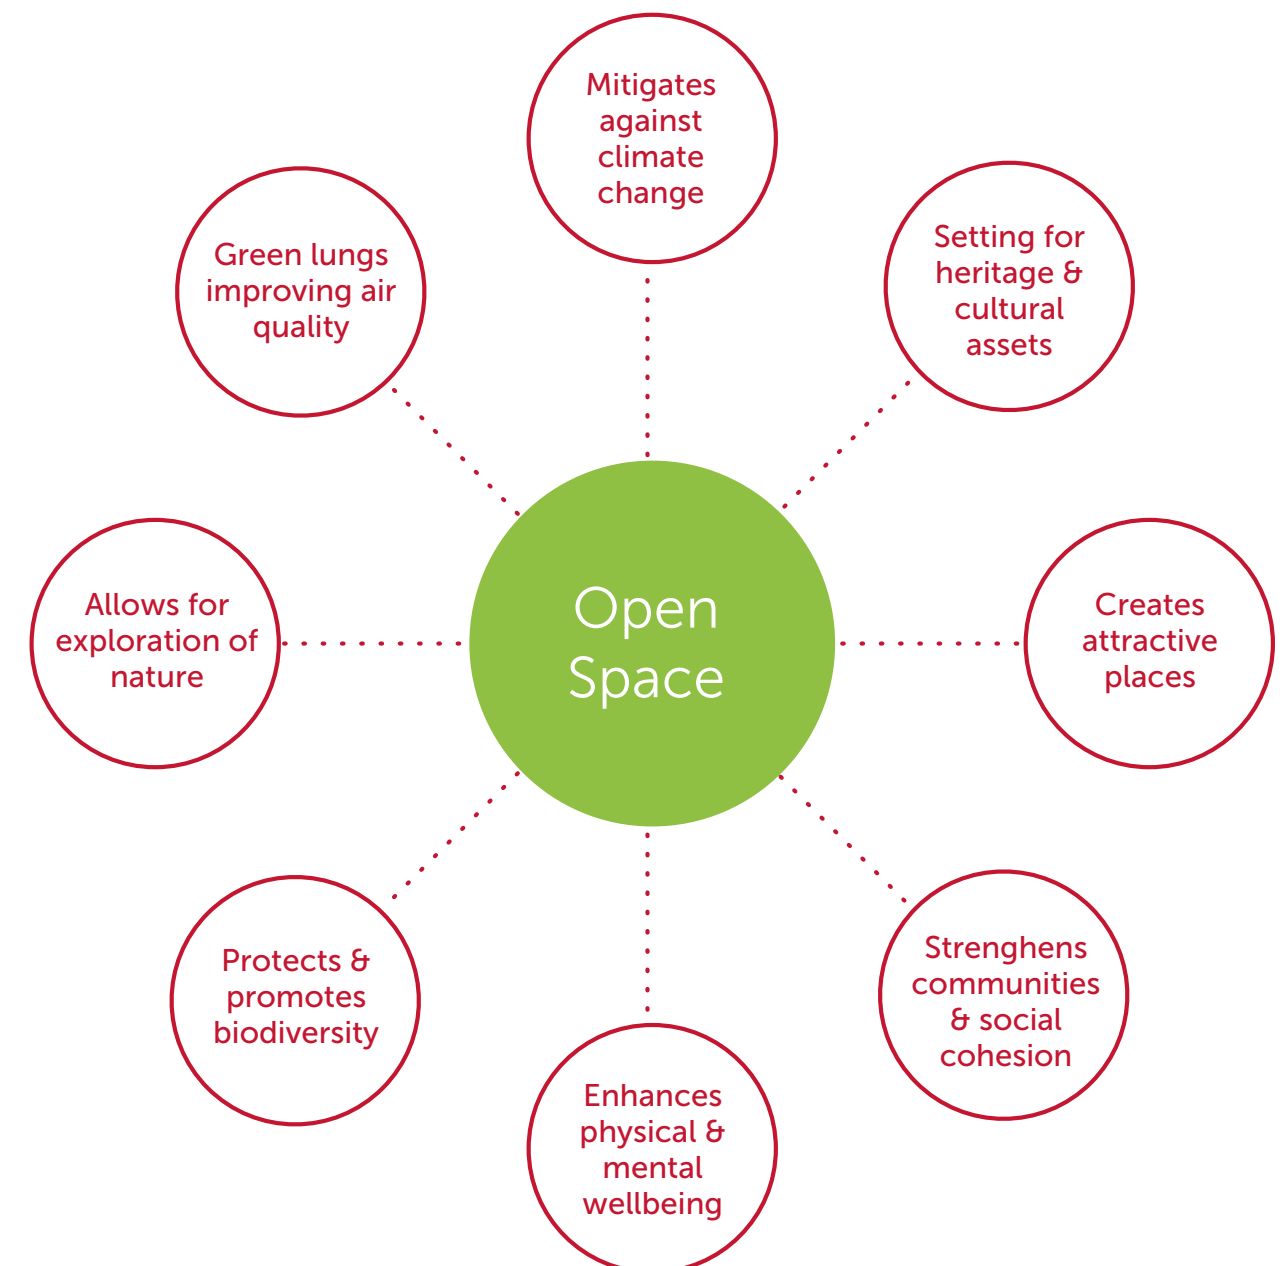 Mitigates
against
climate
change
Setting for
heritage &
cultural
assets
Green lungs
improving air
quality
Open
Space
Allows for
exploration of
nature
Creates
attractive
places
Protects &
promotes
biodiversity
Strenghens
communities
& social
cohesion
Enhances
physical &
mental
wellbeing